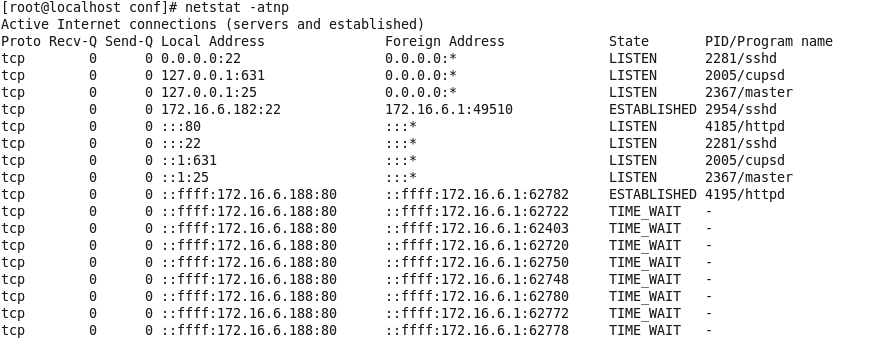 [root@localhost conf]# netstat -atnp
Active Internet connections (servers and established)
Proto Recv-Q Send-Q Local Address               Foreign Address             State       PID/Program name
tcp        0      0 0.0.0.0:22                  0.0.0.0:*                   LISTEN      2281/sshd
tcp        0      0 127.0.0.1:631               0.0.0.0:*                   LISTEN      2005/cupsd
tcp        0      0 127.0.0.1:25                0.0.0.0:*                   LISTEN      2367/master
tcp        0      0 172.16.6.182:22             172.16.6.1:49510            ESTABLISHED 2954/sshd
tcp        0      0 :::80                       :::*                        LISTEN      4185/httpd
tcp        0      0 :::22                       :::*                        LISTEN      2281/sshd
tcp        0      0 ::1:631                     :::*                        LISTEN      2005/cupsd
tcp        0      0 ::1:25                      :::*                        LISTEN      2367/master
tcp        0      0 ::ffff:172.16.6.188:80      ::ffff:172.16.6.1:62782     ESTABLISHED 4195/httpd
tcp        0      0 ::ffff:172.16.6.188:80      ::ffff:172.16.6.1:62722     TIME_WAIT   -
tcp        0      0 ::ffff:172.16.6.188:80      ::ffff:172.16.6.1:62403     TIME_WAIT   -
tcp        0      0 ::ffff:172.16.6.188:80      ::ffff:172.16.6.1:62720     TIME_WAIT   -
tcp        0      0 ::ffff:172.16.6.188:80      ::ffff:172.16.6.1:62750     TIME_WAIT   -
tcp        0      0 ::ffff:172.16.6.188:80      ::ffff:172.16.6.1:62748     TIME_WAIT   -
tcp        0      0 ::ffff:172.16.6.188:80      ::ffff:172.16.6.1:62780     TIME_WAIT   -
tcp        0      0 ::ffff:172.16.6.188:80      ::ffff:172.16.6.1:62772     TIME_WAIT   -
tcp        0      0 ::ffff:172.16.6.188:80      ::ffff:172.16.6.1:62778     TIME_WAIT   -